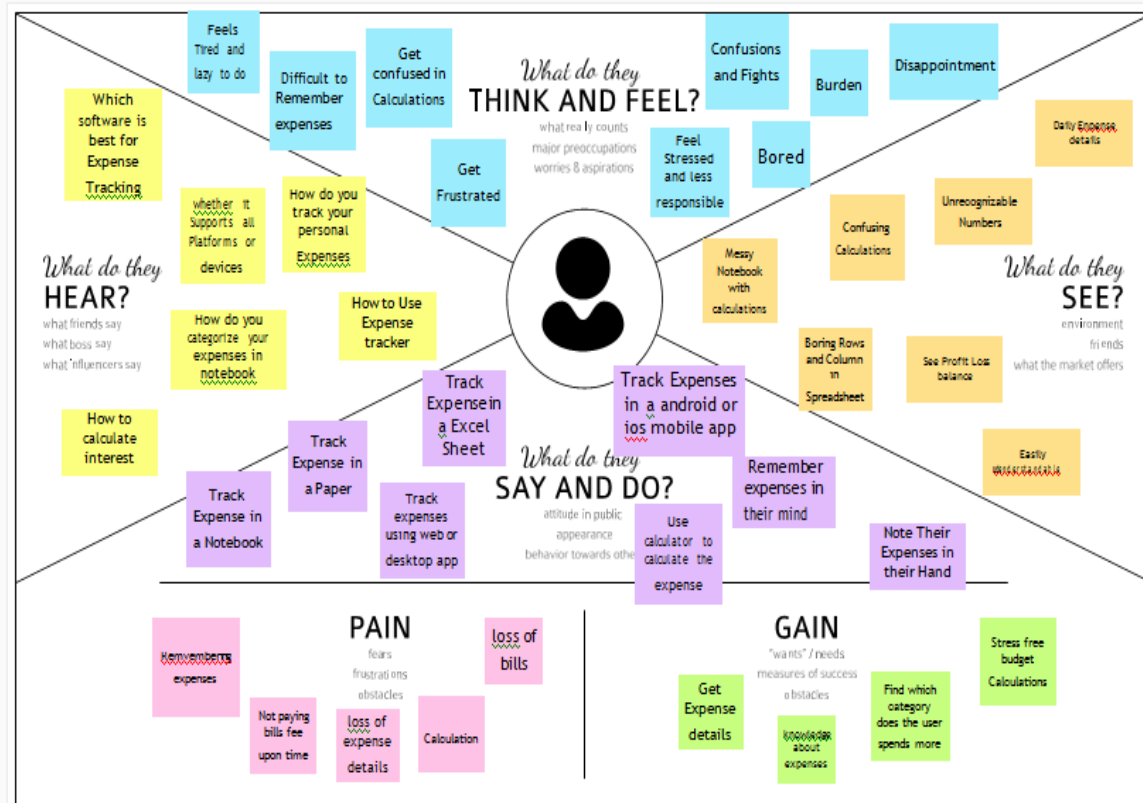 What do they
THINK AND FEEL?
what really counts
major preoccupations
worries & aspirations
Feels
Tired and
lazy to do
Difficult to
Remember
expenses
Get
confused in
Calculations
Get
Frustrated
Confusions
and Fights
Burden
Disappointment
Feel
Stressed
and less
responsible
Bored
What do they
HEAR?
what friends say
what boss say
what influencers say
Which
software is
best for
Expense
Tracking
whether it
Supports all
Platforms or
devices
How do you
track your
personal
Expenses
How do you
categorize your
expenses in
notebook
How to Use
Expense
tracker
How to
calculate
interest
What do they
SEE?
environment
friends
what the market offers
Daily Expense
details
Unrecognizable
Numbers
Confusing
Calculations
Messy
Notebook
with
calculations
Boring Rows
and Column
in
Spreadsheet
See Profit Loss
balance
Easily
What do they
SAY AND DO?
attitude in public
appearance
behavior towards othe
Track
Expense in
a Notebook
Track
Expense in
a Paper
Track
Expensein
a Excel
Sheet
Track
expenses
using web or
desktop app
Track Expenses
in a android or
ios mobile app
Use
calculator to
calculate the
expense
Remember
expenses in
their mind
Note Their
Expenses in
their Hand
PAIN
fears
frustrations
obstacles
expenses
Not paying
bills fee
upon time
loss of
expense
details
Calculation
loss of
bills
GAIN
"wants" / needs
measures of success
obstacles
Get
Expense
details
knowledge
about
expenses
Find which
category
does the user
spends more
Stress free
budget
Calculations